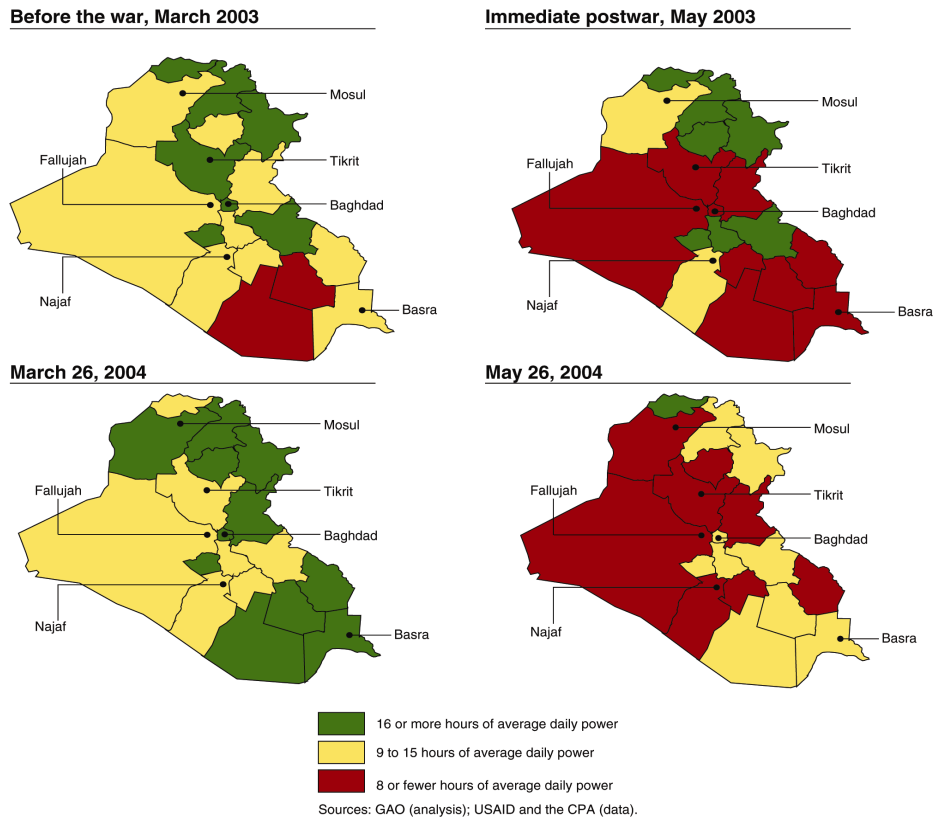 Before the war, March 2003
Immediate postwar, May 2003
Mosul
Fallujah
Tikrit
Baghdad
Najaf
Basra
Mosul
Fallujah
Tikrit
Baghdad
Najaf
Basra
March 26, 2004
May 26, 2004
Mosul
Fallujah
Tikrit
Baghdad
Najaf
Basra
Mosul
Fallujah
Tikrit
Baghdad
Najaf
Basra
16 or more hours of average daily power
9 to 15 hours of average daily power
8 or fewer hours of average daily power
Sources: GAO (analysis); USAID and the CPA (data).